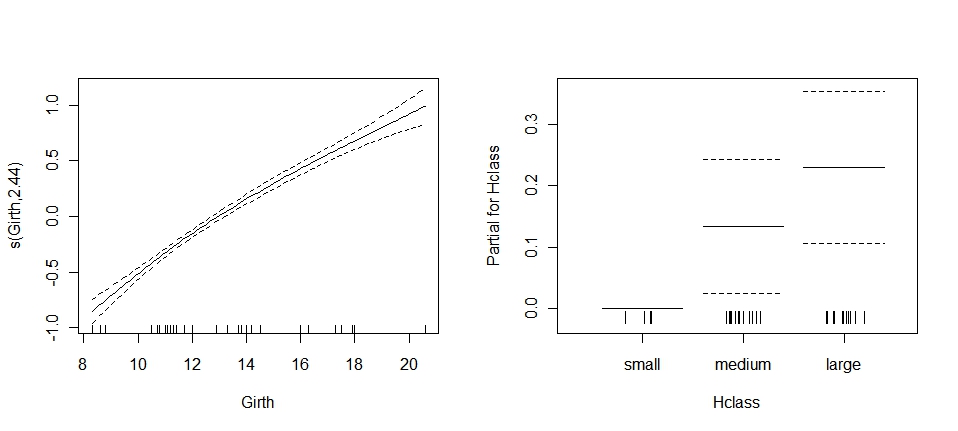 s(Girth,2.44)
1.0
0.5
0.0
-0.5
-1.0
8 10 12 14 16 18 20
Girth
Partial for Hclass
0.3
0.2
0.1
0.0
small medium large
Hclass